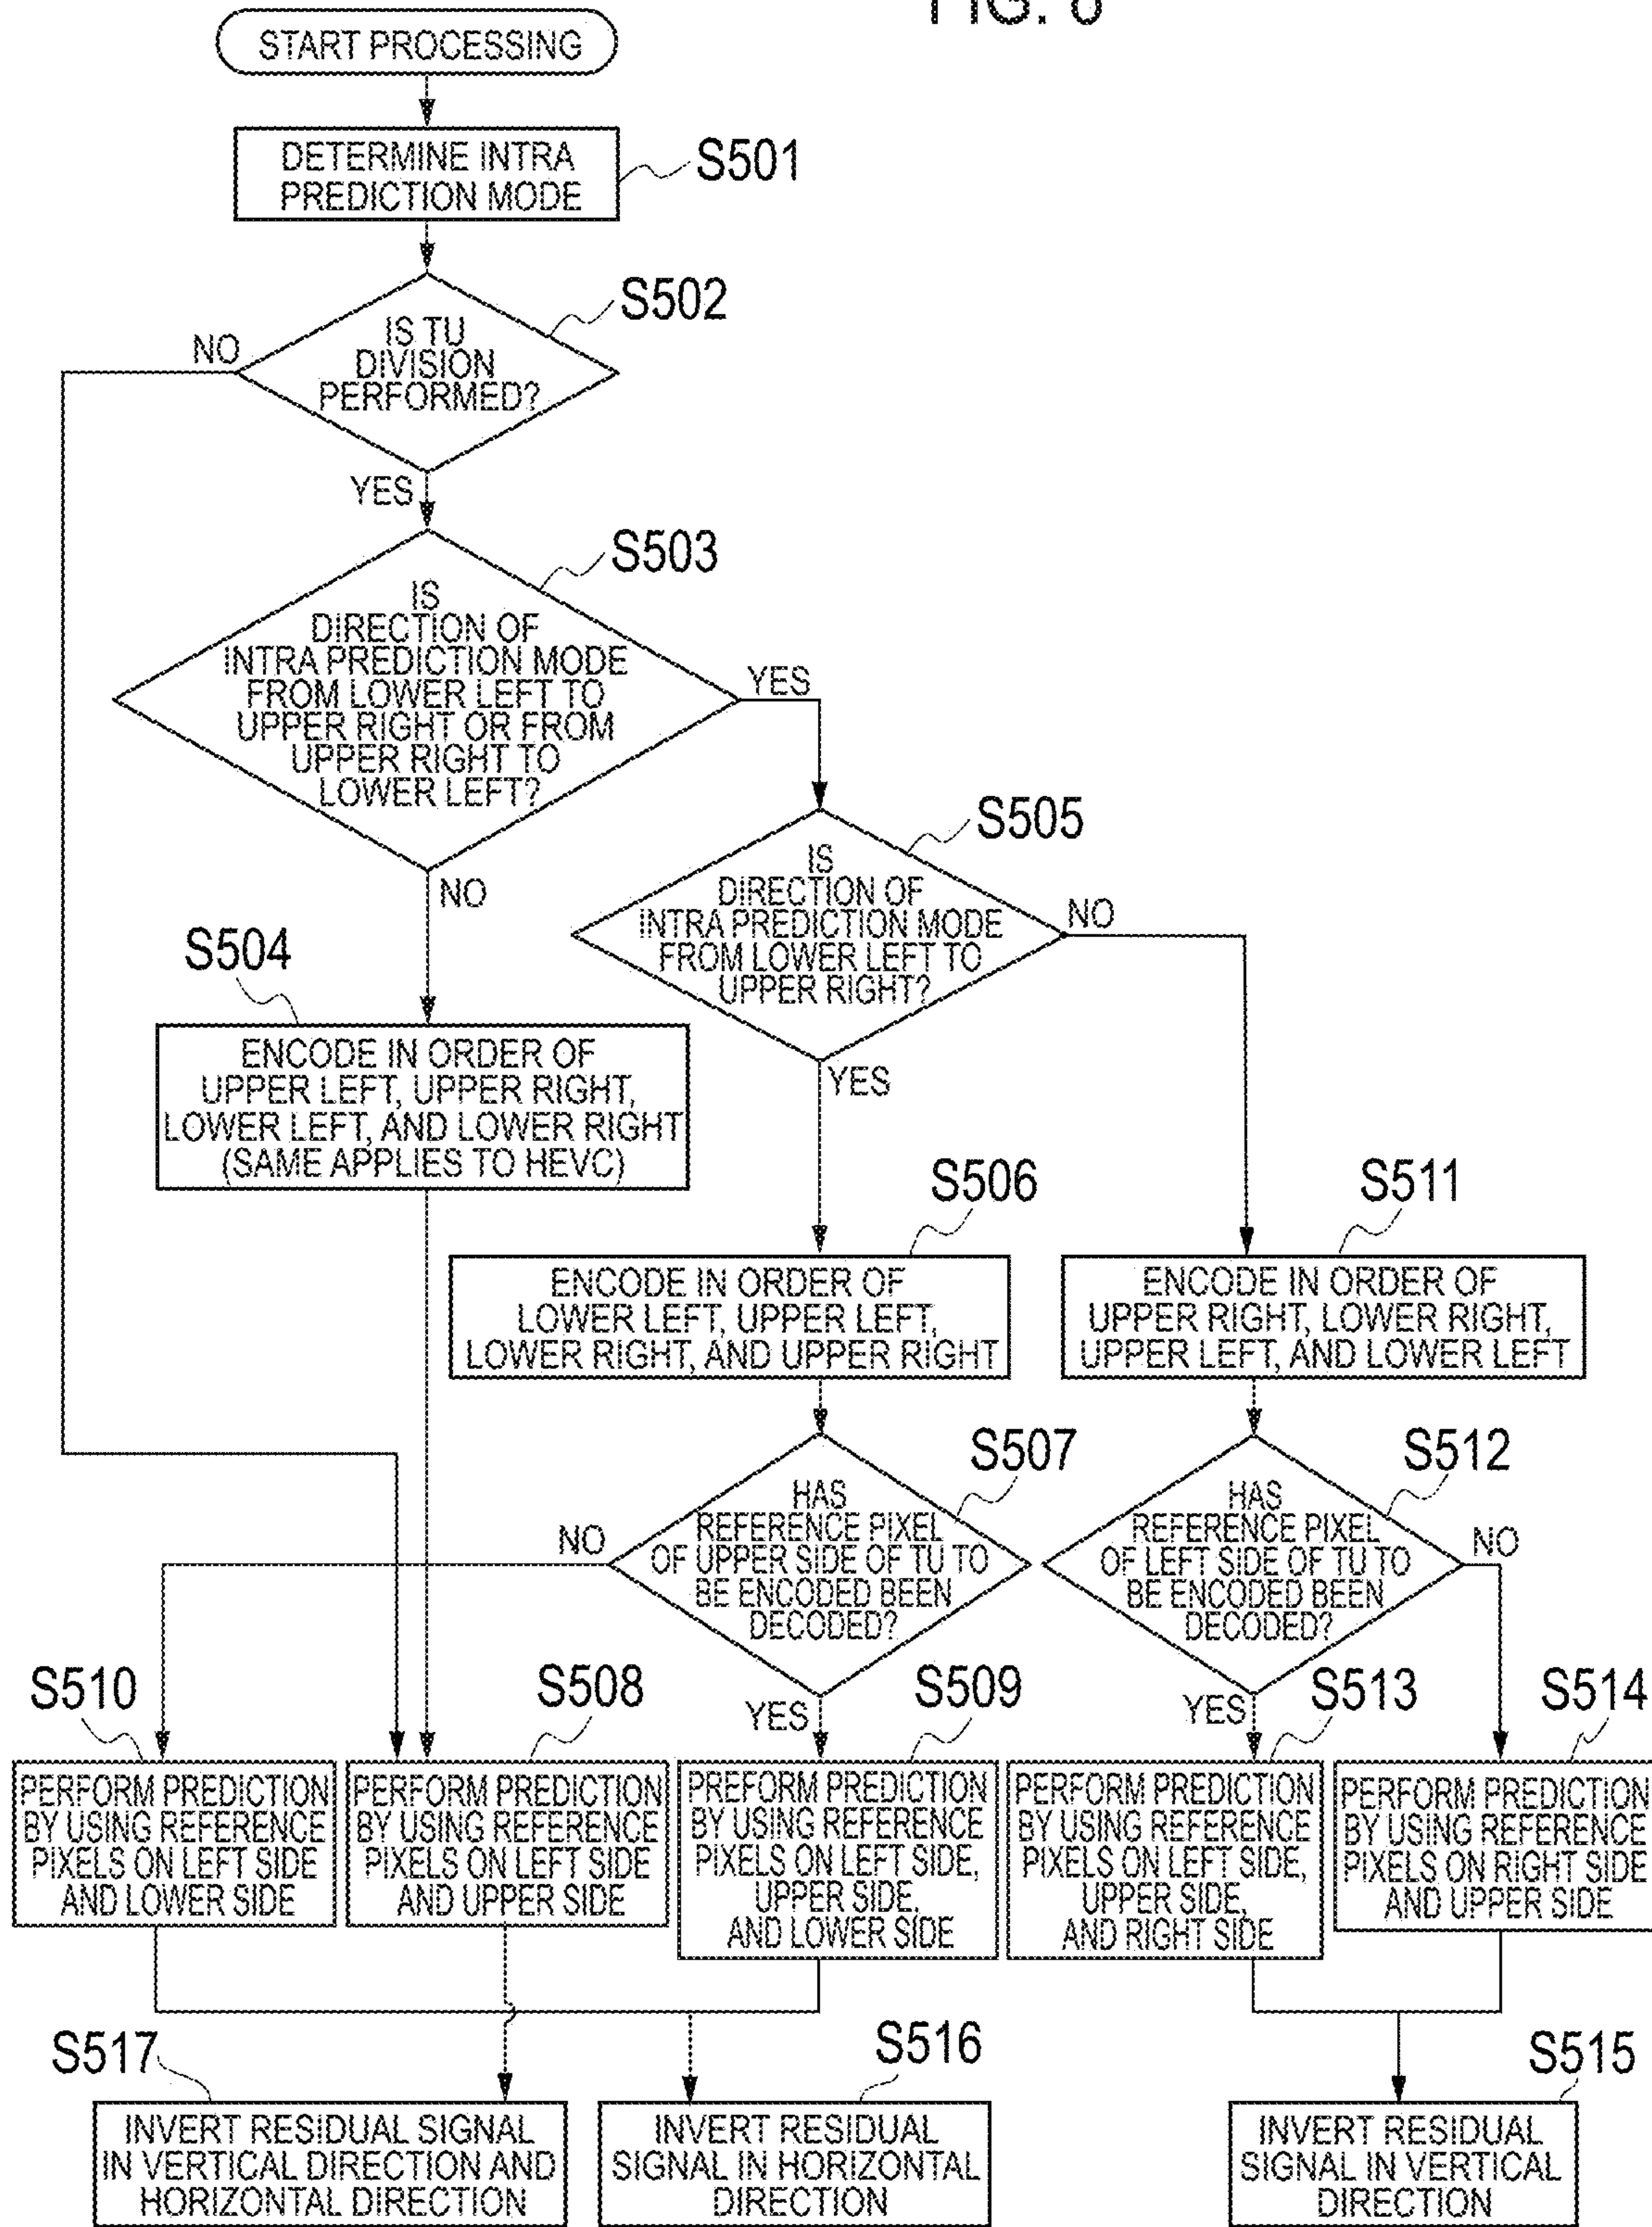 FIG. 8
START PROCESSING
DETERMINE INTRA
PREDICTION MODE
S501
IS TU
DIVISION
PERFORMED?
S502
NO
YES
IS
DIRECTION OF
INTRA PREDICTION MODE
FROM LOWER LEFT TO
UPPER RIGHT OR FROM
UPPER RIGHT TO
LOWER LEFT?
S503
YES
NO
IS
DIRECTION OF
INTRA PREDICTION MODE
FROM LOWER LEFT TO
UPPER RIGHT?
S505
NO
YES
S504
ENCODE IN ORDER OF
UPPER LEFT, UPPER RIGHT,
LOWER LEFT, AND LOWER RIGHT
(SAME APPLIES TO HEVC)
S506
ENCODE IN ORDER OF
LOWER LEFT, UPPER LEFT,
LOWER RIGHT, AND UPPER RIGHT
S511
ENCODE IN ORDER OF
UPPER RIGHT, LOWER RIGHT,
UPPER LEFT, AND LOWER LEFT
S507
HAS
REFERENCE PIXEL
OF UPPER SIDE OF TU TO
BE ENCODED BEEN
DECODED?
NO
YES
S512
HAS
REFERENCE PIXEL
OF LEFT SIDE OF TU TO
BE ENCODED BEEN
DECODED?
NO
YES
S510
PERFORM PREDICTION
BY USING REFERENCE
PIXELS ON LEFT SIDE
AND LOWER SIDE
S508
PERFORM PREDICTION
BY USING REFERENCE
PIXELS ON LEFT SIDE
AND UPPER SIDE
S509
PREFORM PREDICTION
BY USING REFERENCE
PIXELS ON LEFT SIDE,
UPPER SIDE,
AND LOWER SIDE
S513
PERFORM PREDICTION
BY USING REFERENCE
PIXELS ON LEFT SIDE,
UPPER SIDE,
AND RIGHT SIDE
S514
PERFORM PREDICTION
BY USING REFERENCE
PIXELS ON RIGHT SIDE
AND UPPER SIDE
S517
INVERT RESIDUAL SIGNAL
IN VERTICAL DIRECTION AND
HORIZONTAL DIRECTION
S516
INVERT RESIDUAL
SIGNAL IN HORIZONTAL
DIRECTION
S515
INVERT RESIDUAL
SIGNAL IN VERTICAL
DIRECTION